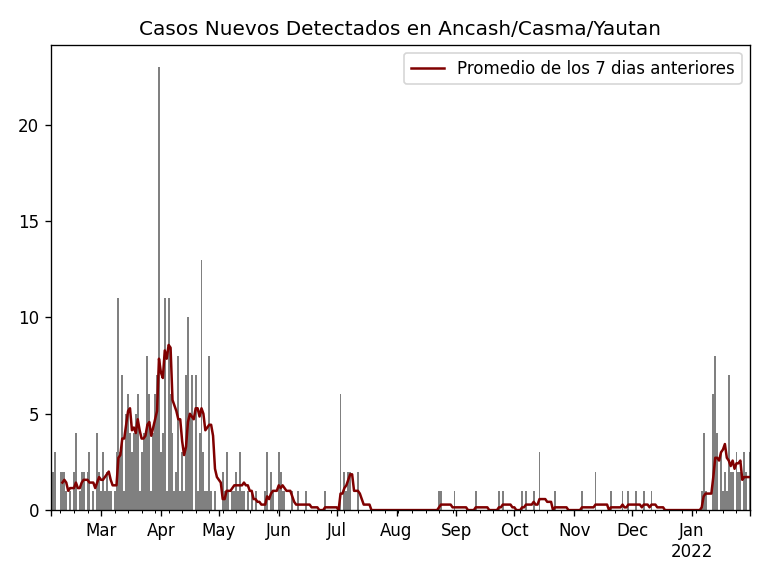 Casos Nuevos Detectados en Ancash/Casma/Yautan
Promedio de los 7 dias anteriores
20
15
10
5
0
Mar Apr May Jun Jul Aug Sep Oct Nov Dec Jan
2022